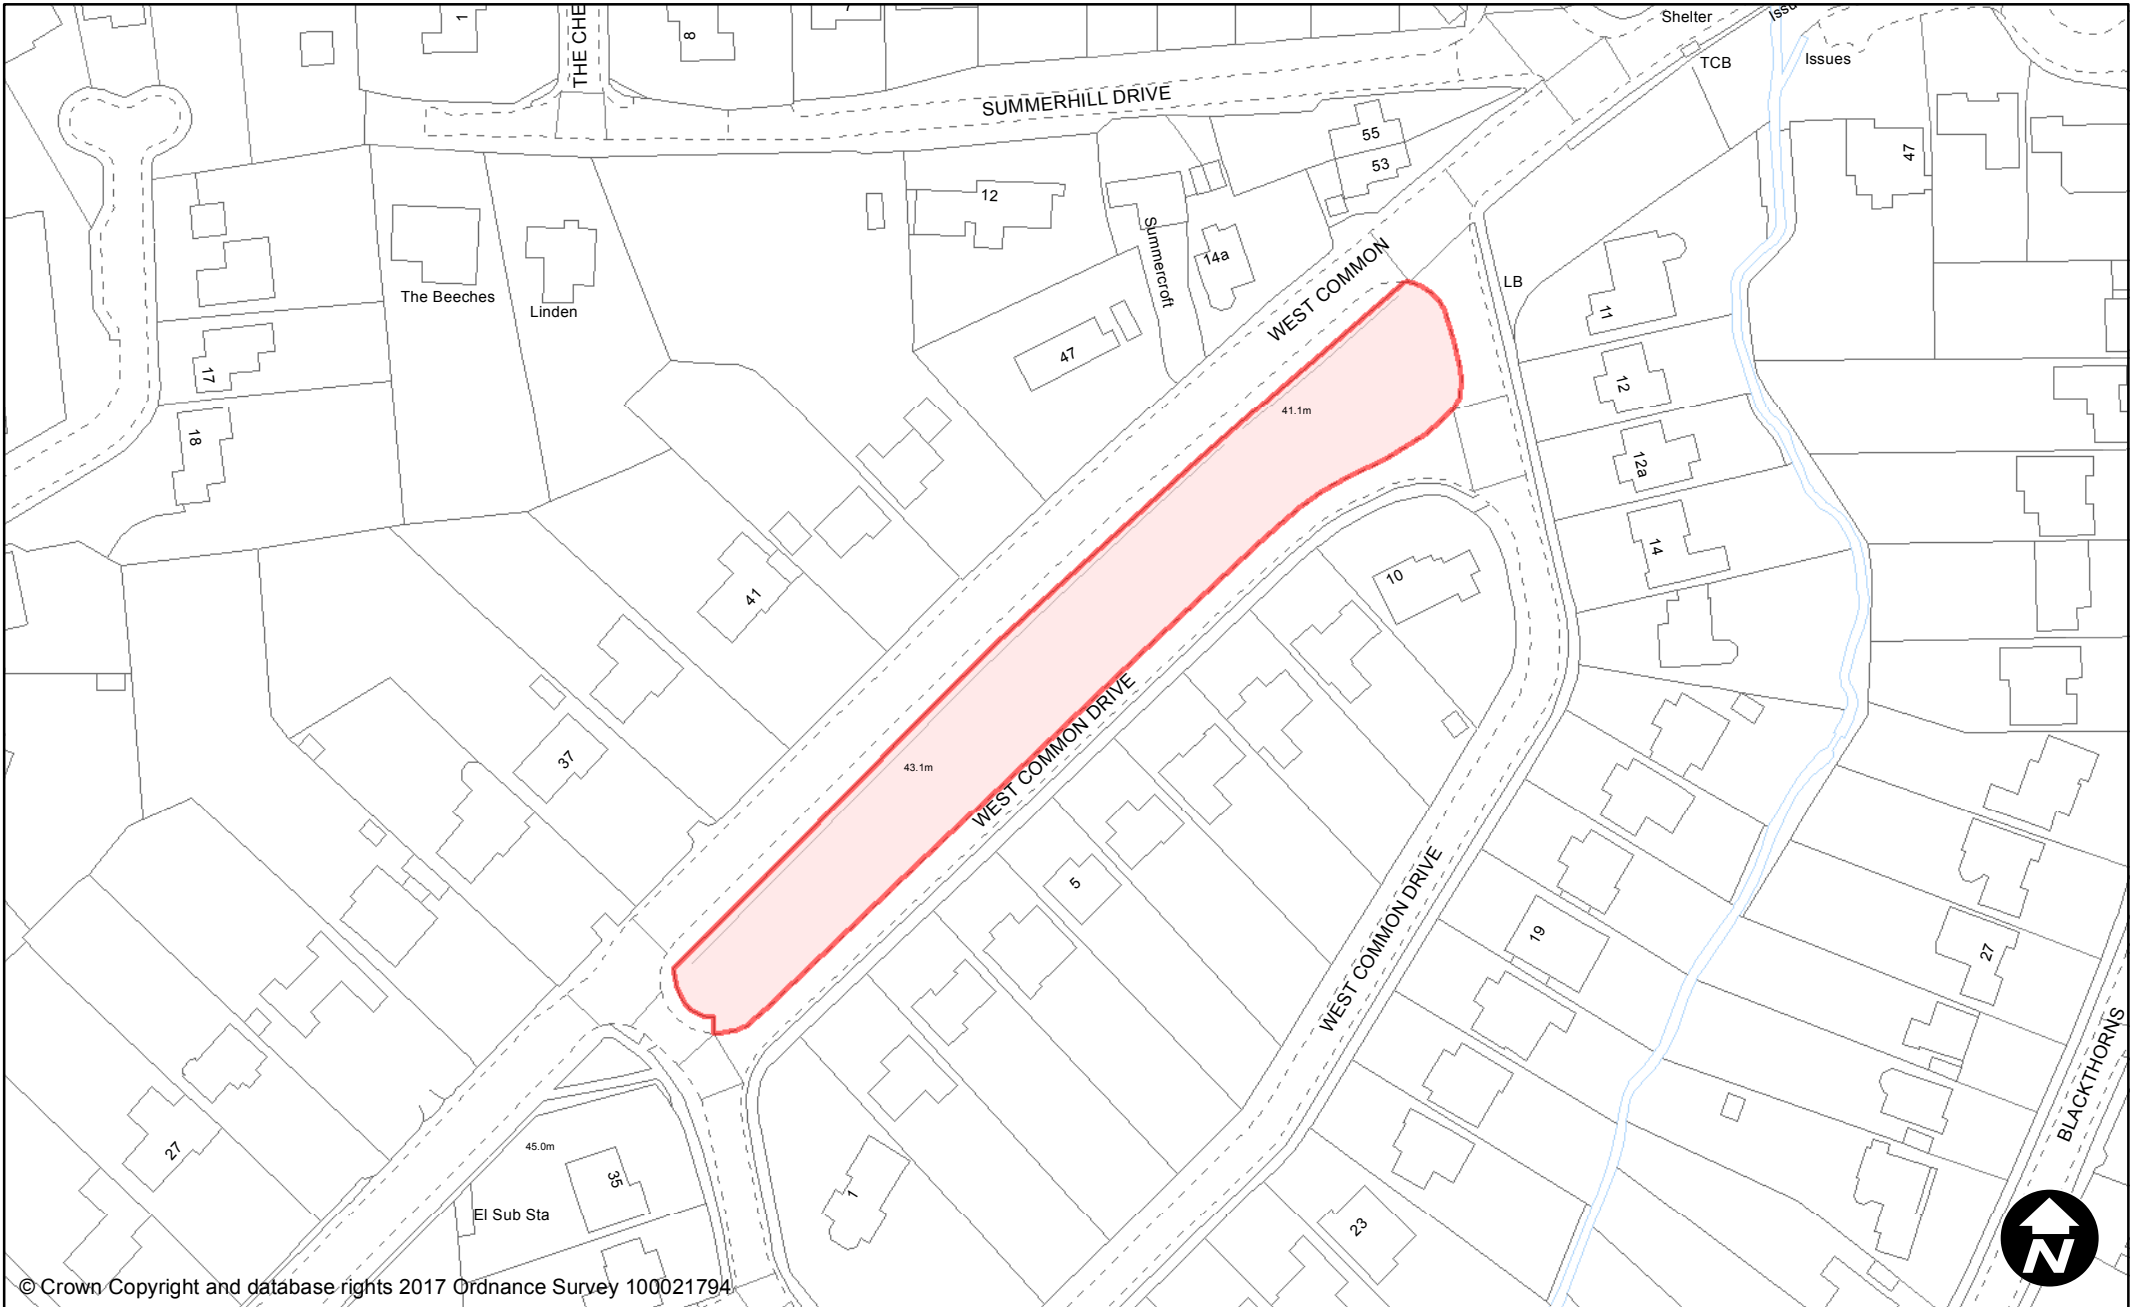 1
THE CHE
8
Shelter
Issu
TCB
Issues
SUMMERHILL DRIVE
55
53
47
12
Summercroft
14a
WEST COMMON
LB
The Beeches
Linden
11
47
17
12
41.1m
18
12a
14
10
41
WEST COMMON DRIVE
37
43.1m
5
WEST COMMON DRIVE
19
27
BLACKTHORNS
27
45.0m
35
1
El Sub Sta
23
N
© Crown Copyright and database rights 2017 Ordnance Survey 100021794